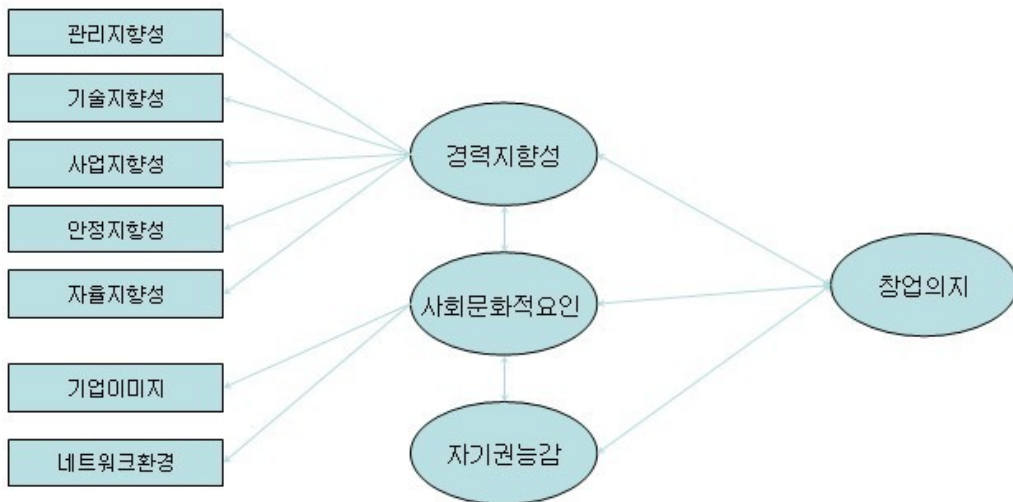 관리지향성
기술지향성
사업지향성
안정지향성
자율지향성
기업이미지
네트워크환경
경력지향성
사회문화적요인
자기권능감
창업의지